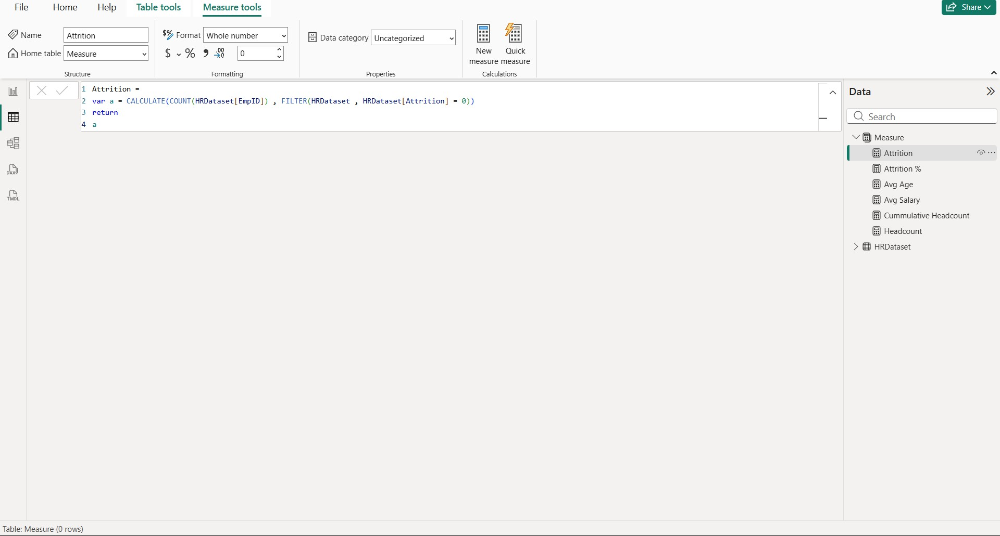 File Home Help Table tools Measure tools Share
Name Attrition
Home table Measure
Structure
$% Format Whole number
$ % , .00 0
Formatting
Data category Uncategorized
Properties
New measure
Quick measure
Calculations
1 Attrition =
2 var a = CALCULATE(COUNT(HRDataset[EmpID]) , FILTER(HRDataset , HRDataset[Attrition] = 0))
3 return
4 a
DAX
TMDL
Data
Search
Measure
Attrition
Attrition %
Avg Age
Avg Salary
Cummulative Headcount
Headcount
HRDataset
Table: Measure (0 rows)